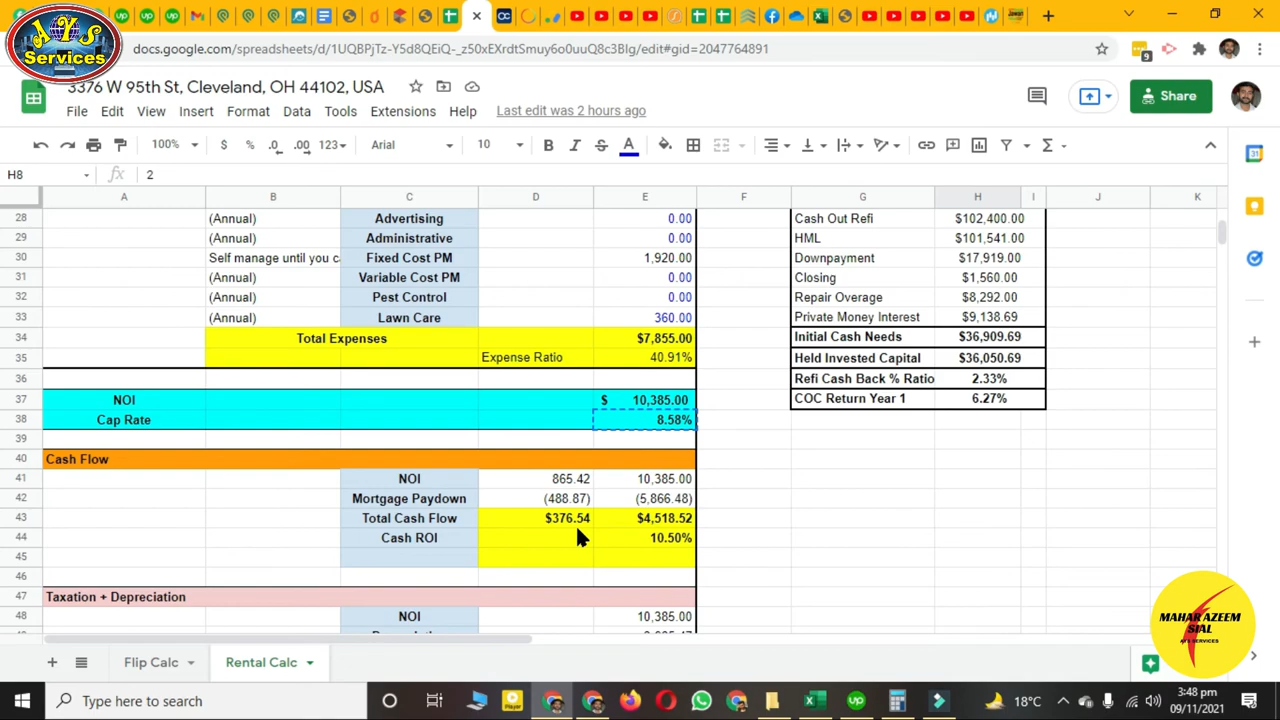 AYS
Services
docs.google.com/spreadsheets/d/1UQBPjTz-Y5d8QEiQ-_z50xEXrdtSmuy6o0uuQ8c3BIg/edit#gid=2047764891
9
3376 W 95th St, Cleveland, OH 44102, USA
File Edit View Insert Format Data Tools Extensions Help Last edit was 2 hours ago
Share
100% $ % .0 .00 123 Arial 10 B I S A
H8 fx 2
A B C D E F G H I J K
28 (Annual) Advertising 0.00 Cash Out Refi $102,400.00
29 (Annual) Administrative 0.00 HML $101,541.00
30 Self manage until you c Fixed Cost PM 1,920.00 Downpayment $17,919.00
31 (Annual) Variable Cost PM 0.00 Closing $1,560.00
32 (Annual) Pest Control 0.00 Repair Overage $8,292.00
33 (Annual) Lawn Care 360.00 Private Money Interest $9,138.69
34 Total Expenses $7,855.00 Initial Cash Needs $36,909.69
35 Expense Ratio 40.91% Held Invested Capital $36,050.69
36 Refi Cash Back % Ratio 2.33%
37 NOI $ 10,385.00 COC Return Year 1 6.27%
38 Cap Rate 8.58%
39
40 Cash Flow
41 NOI 865.42 10,385.00
42 Mortgage Paydown (488.87) (5,866.48)
43 Total Cash Flow $376.54 $4,518.52
44 Cash ROI 10.50%
45
46
47 Taxation + Depreciation
48 NOI 10,385.00
MAHAR AZEEM
SIAL
AYS SERVICES
Flip Calc Rental Calc
Type here to search
18°C
3:48 pm
09/11/2021